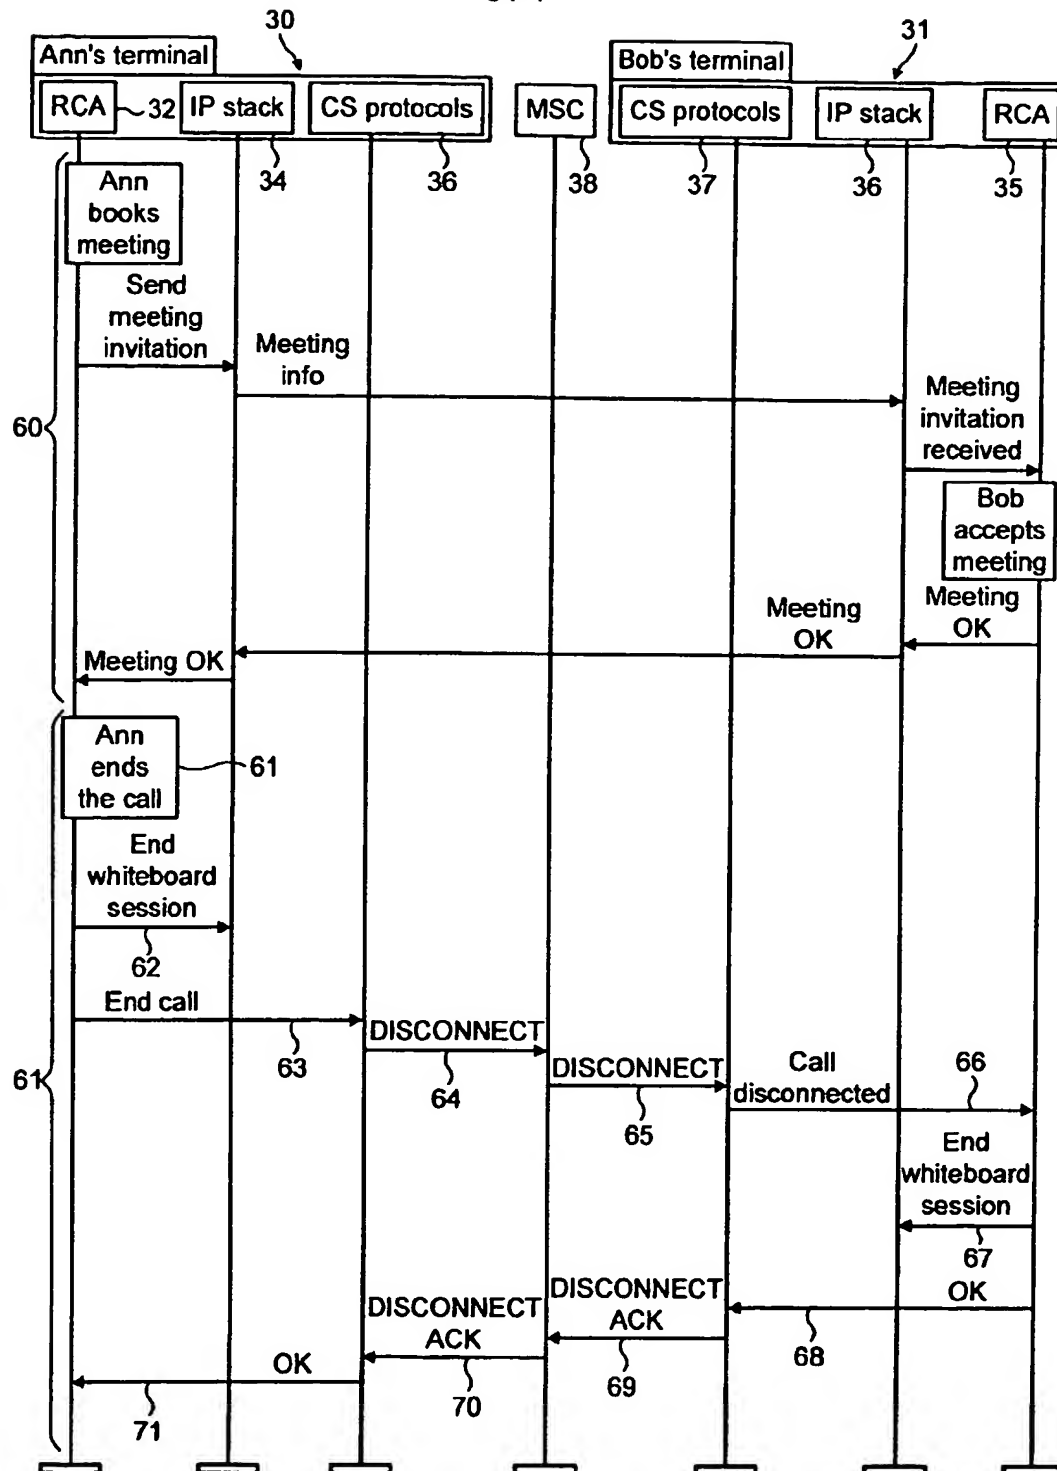 30
31
Ann's terminal
Bob's terminal
RCA
32
IP stack
CS protocols
MSC
CS protocols
IP stack
RCA
34
36
38
37
36
35
Ann
books
meeting
Send
meeting
invitation
Meeting
info
Meeting
invitation
received
60
Bob
accepts
meeting
Meeting
OK
Meeting
OK
Meeting OK
Ann
ends
the call
61
End
whiteboard
session
62
End call
63
DISCONNECT
64
DISCONNECT
65
Call
disconnected
66
61
End
whiteboard
session
67
OK
68
DISCONNECT
ACK
69
DISCONNECT
ACK
70
OK
71